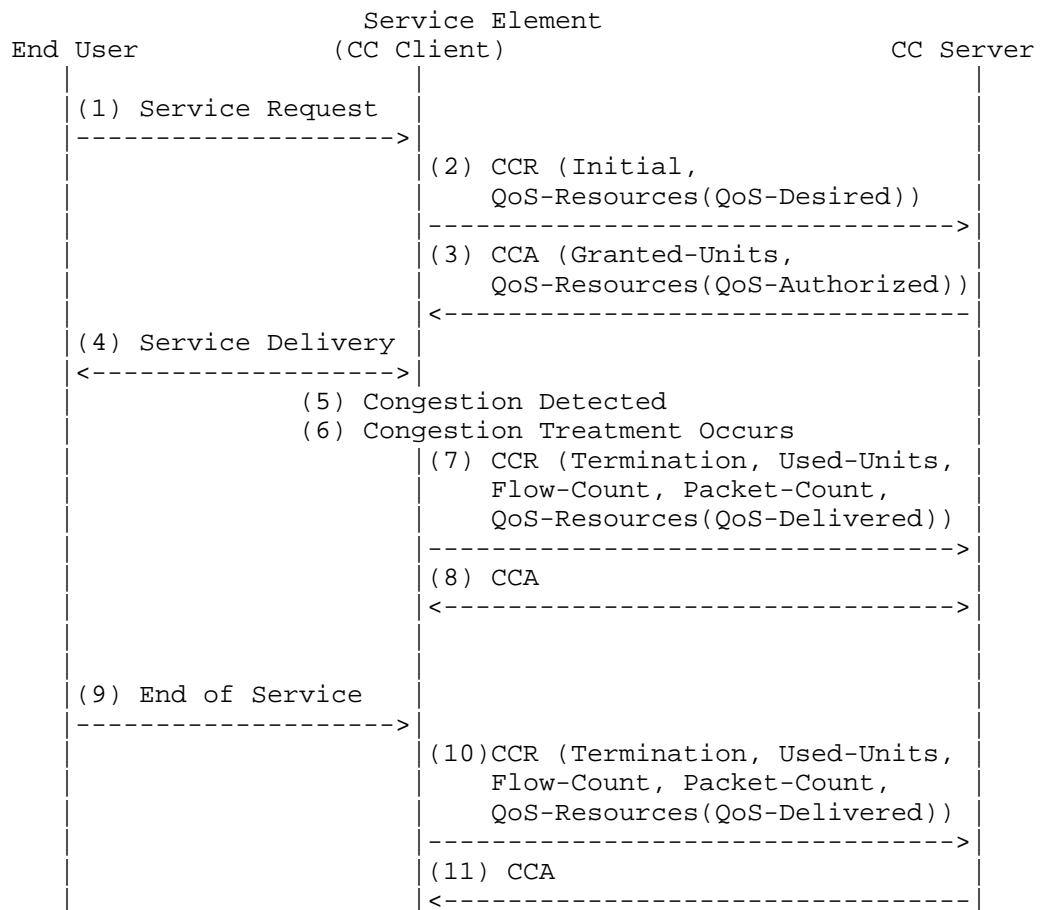 Service Element
End User (CC Client) CC Server
(1) Service Request
(2) CCR (Initial,
QoS-Resources(QoS-Desired))
(3) CCA (Granted-Units,
QoS-Resources(QoS-Authorized))
(4) Service Delivery
(5) Congestion Detected
(6) Congestion Treatment Occurs
(7) CCR (Termination, Used-Units,
Flow-Count, Packet-Count,
QoS-Resources(QoS-Delivered))
(8) CCA
(9) End of Service
(10)CCR (Termination, Used-Units,
Flow-Count, Packet-Count,
QoS-Resources(QoS-Delivered))
(11) CCA